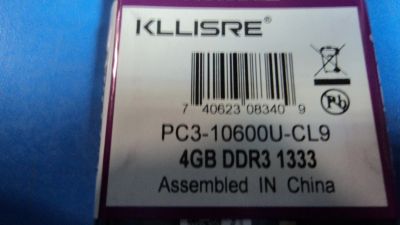 KLLISRE®
7 40623 08340 9
Pb
PC3-10600U-CL9
4GB DDR3 1333
Assembled IN China